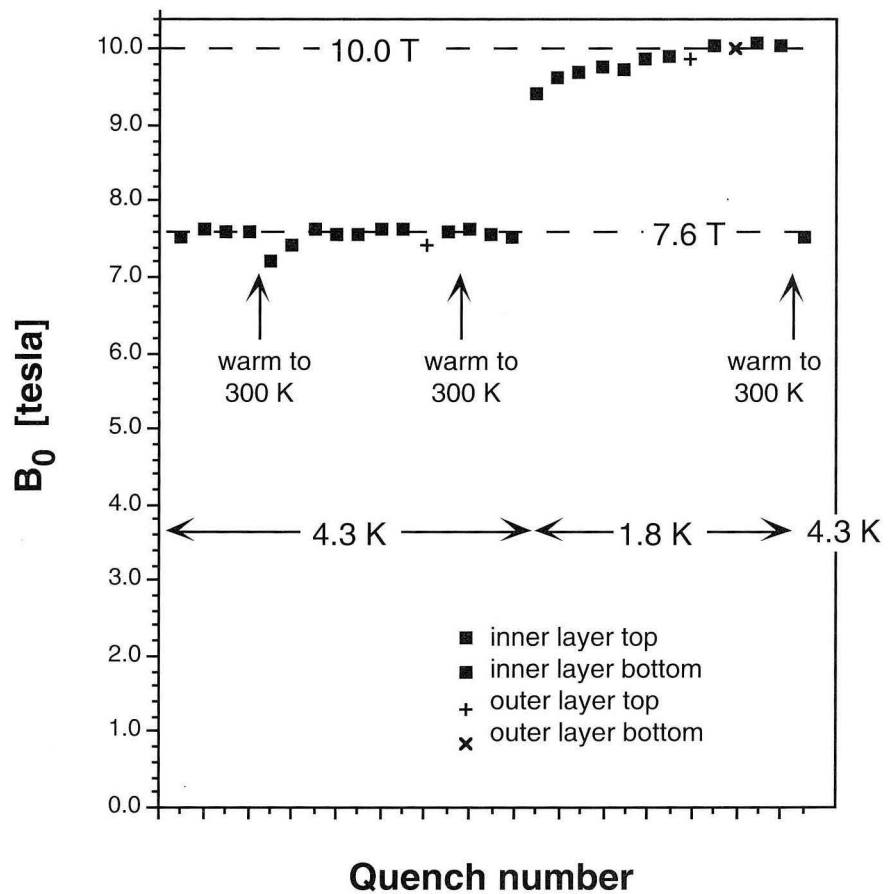 10.0
10.0 T
9.0
8.0
7.6 T
7.0
6.0
warm to
300 K
warm to
300 K
warm to
300 K
5.0
4.0
4.3 K
1.8 K
4.3 K
3.0
2.0
1.0
0.0
inner layer top
inner layer bottom
outer layer top
outer layer bottom
B0 [tesla]
Quench number